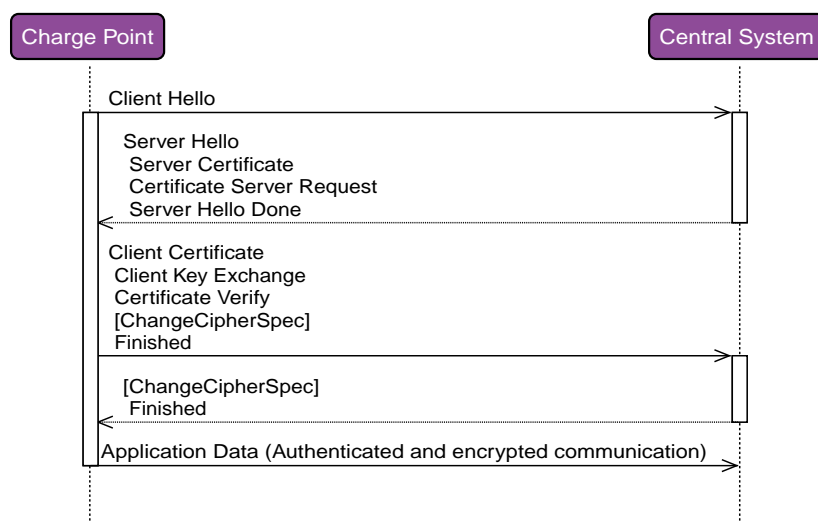 Charge Point
Central System
Client Hello
Server Hello
Server Certificate
Certificate Server Request
Server Hello Done
Client Certificate
Client Key Exchange
Certificate Verify
[ChangeCipherSpec]
Finished
[ChangeCipherSpec]
Finished
Application Data (Authenticated and encrypted communication)